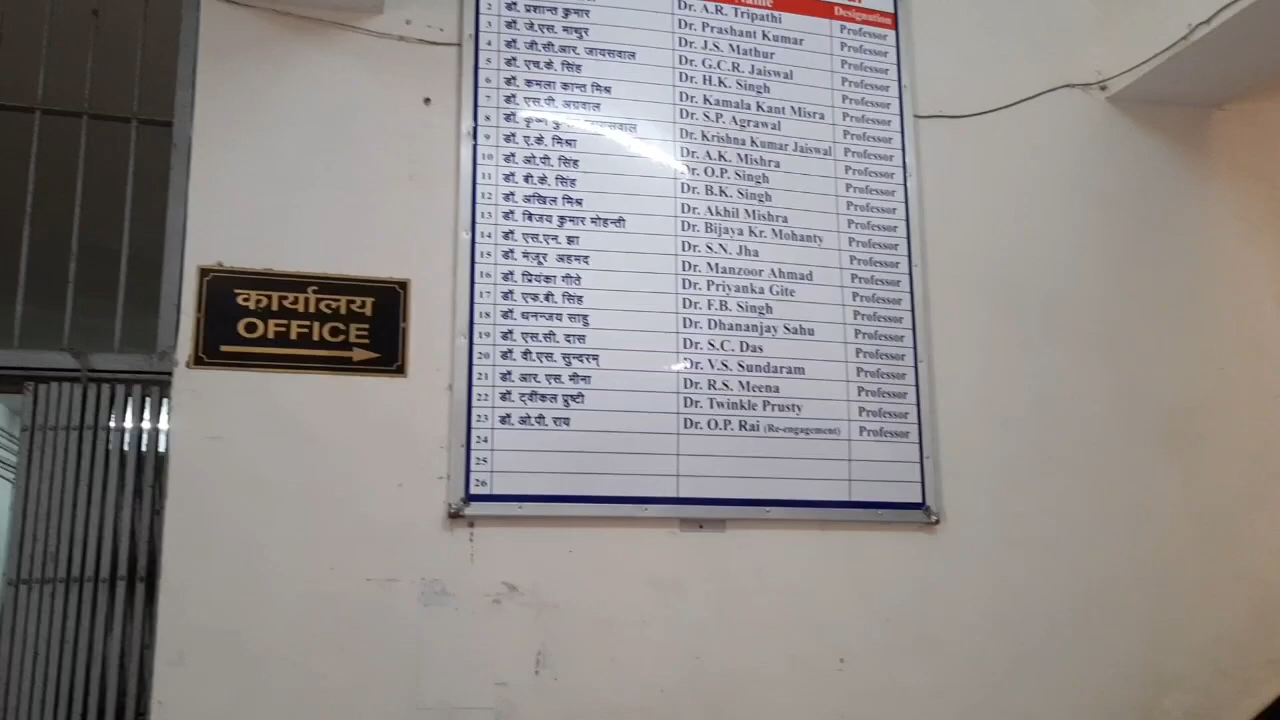 Name Designation
Dr. A.R. Tripathi Professor
2 डॉ. प्रशान्त कुमार Dr. Prashant Kumar Professor
3 डॉ. जे.एस. माथुर Dr. J.S. Mathur Professor
4 डॉ. जी.सी.आर. जायसवाल Dr. G.C.R. Jaiswal Professor
5 डॉ. एच.के. सिंह Dr. H.K. Singh Professor
6 डॉ. कमला कान्त मिश्र Dr. Kamala Kant Misra Professor
7 डॉ. एस.पी. अग्रवाल Dr. S.P. Agrawal Professor
8 डॉ. कृष्ण कुमार जायसवाल Dr. Krishna Kumar Jaiswal Professor
9 डॉ. ए.के. मिश्रा Dr. A.K. Mishra Professor
10 डॉ. ओ.पी. सिंह Dr. O.P. Singh Professor
11 डॉ. बी.के. सिंह Dr. B.K. Singh Professor
12 डॉ. अखिल मिश्र Dr. Akhil Mishra Professor
13 डॉ. बिजय कुमार मोहन्ती Dr. Bijaya Kr. Mohanty Professor
14 डॉ. एस.एन. झा Dr. S.N. Jha Professor
15 डॉ. मंजूर अहमद Dr. Manzoor Ahmad Professor
16 डॉ. प्रियंका गीते Dr. Priyanka Gite Professor
17 डॉ. एफ.बी. सिंह Dr. F.B. Singh Professor
18 डॉ. धनन्जय साहु Dr. Dhananjay Sahu Professor
19 डॉ. एस.सी. दास Dr. S.C. Das Professor
20 डॉ. वी.एस. सुन्दरम् Dr. V.S. Sundaram Professor
21 डॉ. आर. एस. मीना Dr. R.S. Meena Professor
22 डॉ. ट्वींकल प्रुष्टी Dr. Twinkle Prusty Professor
23 डॉ. ओ.पी. राय Dr. O.P. Rai (Re-engagement) Professor
24
25
26
कार्यालय
OFFICE